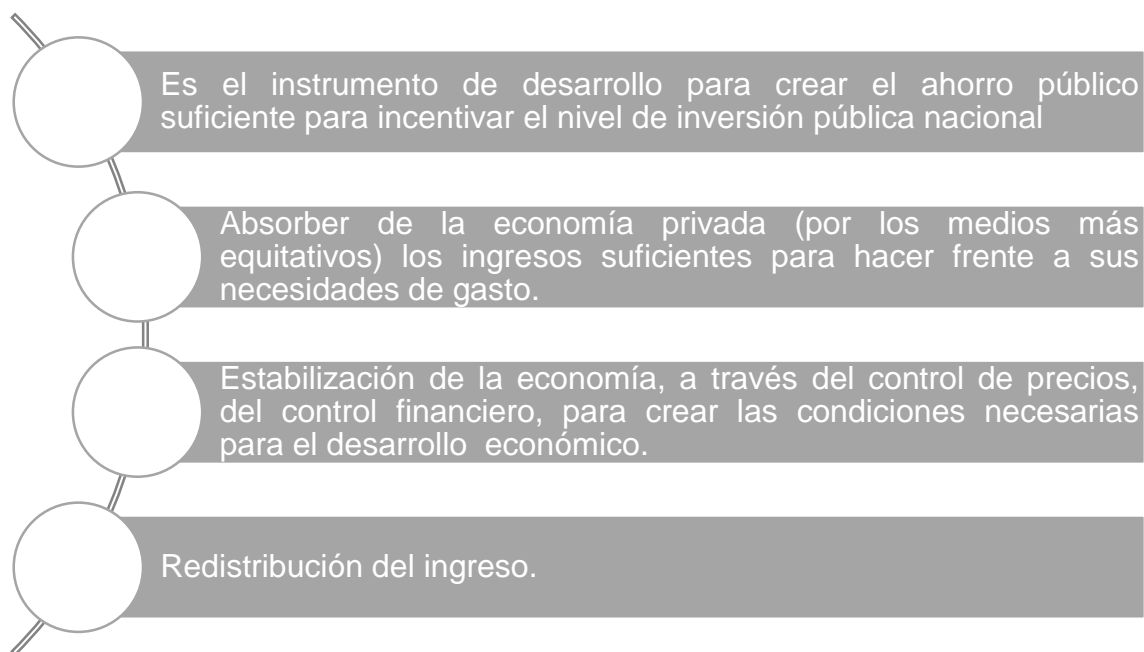 Es el instrumento de desarrollo para crear el ahorro público
suficiente para incentivar el nivel de inversión pública nacional
Absorber de la economía privada (por los medios más
equitativos) los ingresos suficientes para hacer frente a sus
necesidades de gasto.
Estabilización de la economía, a través del control de precios,
del control financiero, para crear las condiciones necesarias
para el desarrollo económico.
Redistribución del ingreso.